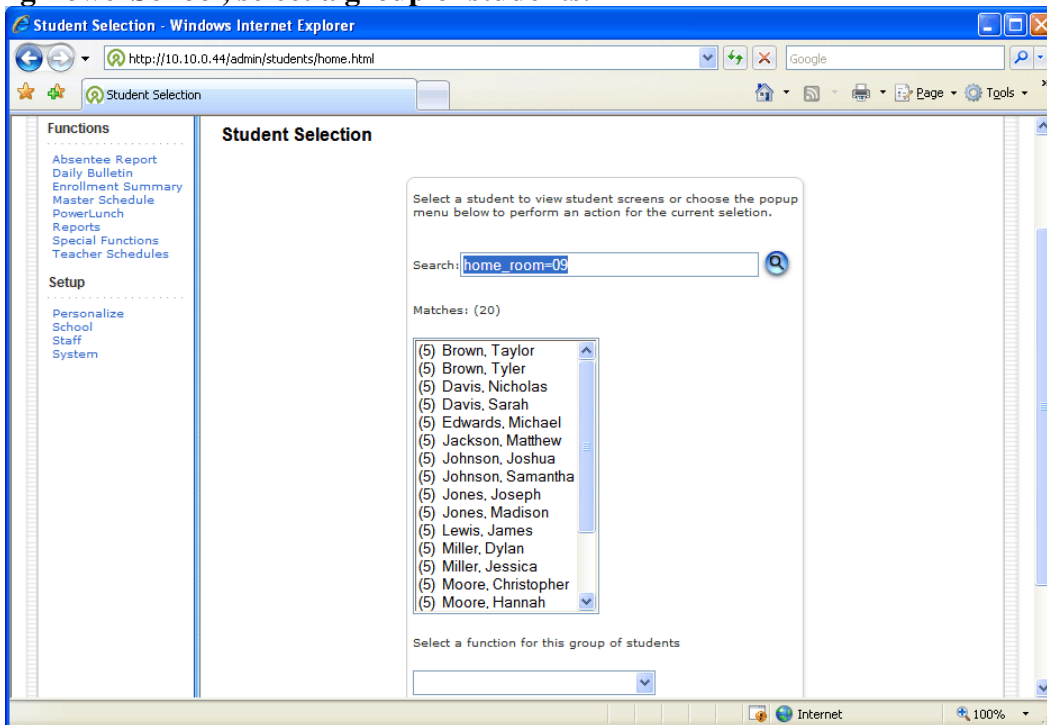 g PowerSchool, select a group of students.
Student Selection - Windows Internet Explorer
http://10.10.0.44/admin/students/home.html
Google
Student Selection
Page
Tools
Functions
Absentee Report
Daily Bulletin
Enrollment Summary
Master Schedule
PowerLunch
Reports
Special Functions
Teacher Schedules
Setup
Personalize
School
Staff
System
Student Selection
Select a student to view student screens or choose the popup
menu below to perform an action for the current seletion.
Search: home_room=09
Matches: (20)
(5) Brown, Taylor
(5) Brown, Tyler
(5) Davis, Nicholas
(5) Davis, Sarah
(5) Edwards, Michael
(5) Jackson, Matthew
(5) Johnson, Joshua
(5) Johnson, Samantha
(5) Jones, Joseph
(5) Jones, Madison
(5) Lewis, James
(5) Miller, Dylan
(5) Miller, Jessica
(5) Moore, Christopher
(5) Moore, Hannah
Select a function for this group of students
Internet
100%